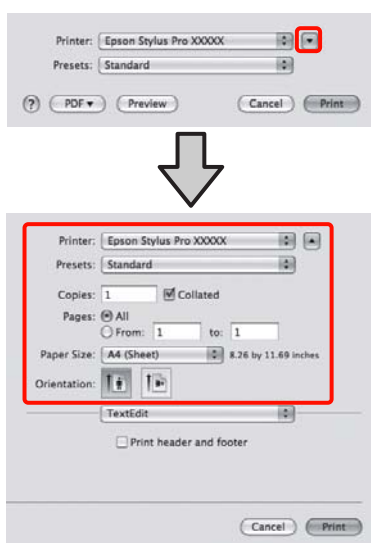 Printer: Epson Stylus Pro XXXXX
Presets: Standard
? PDF▼ Preview Cancel Print
Printer: Epson Stylus Pro XXXXX
Presets: Standard
Copies: 1 Collated
Pages: All
From: 1 to: 1
Paper Size: A4 (Sheet) 8.26 by 11.69 inches
Orientation:
TextEdit
Print header and footer
Cancel Print